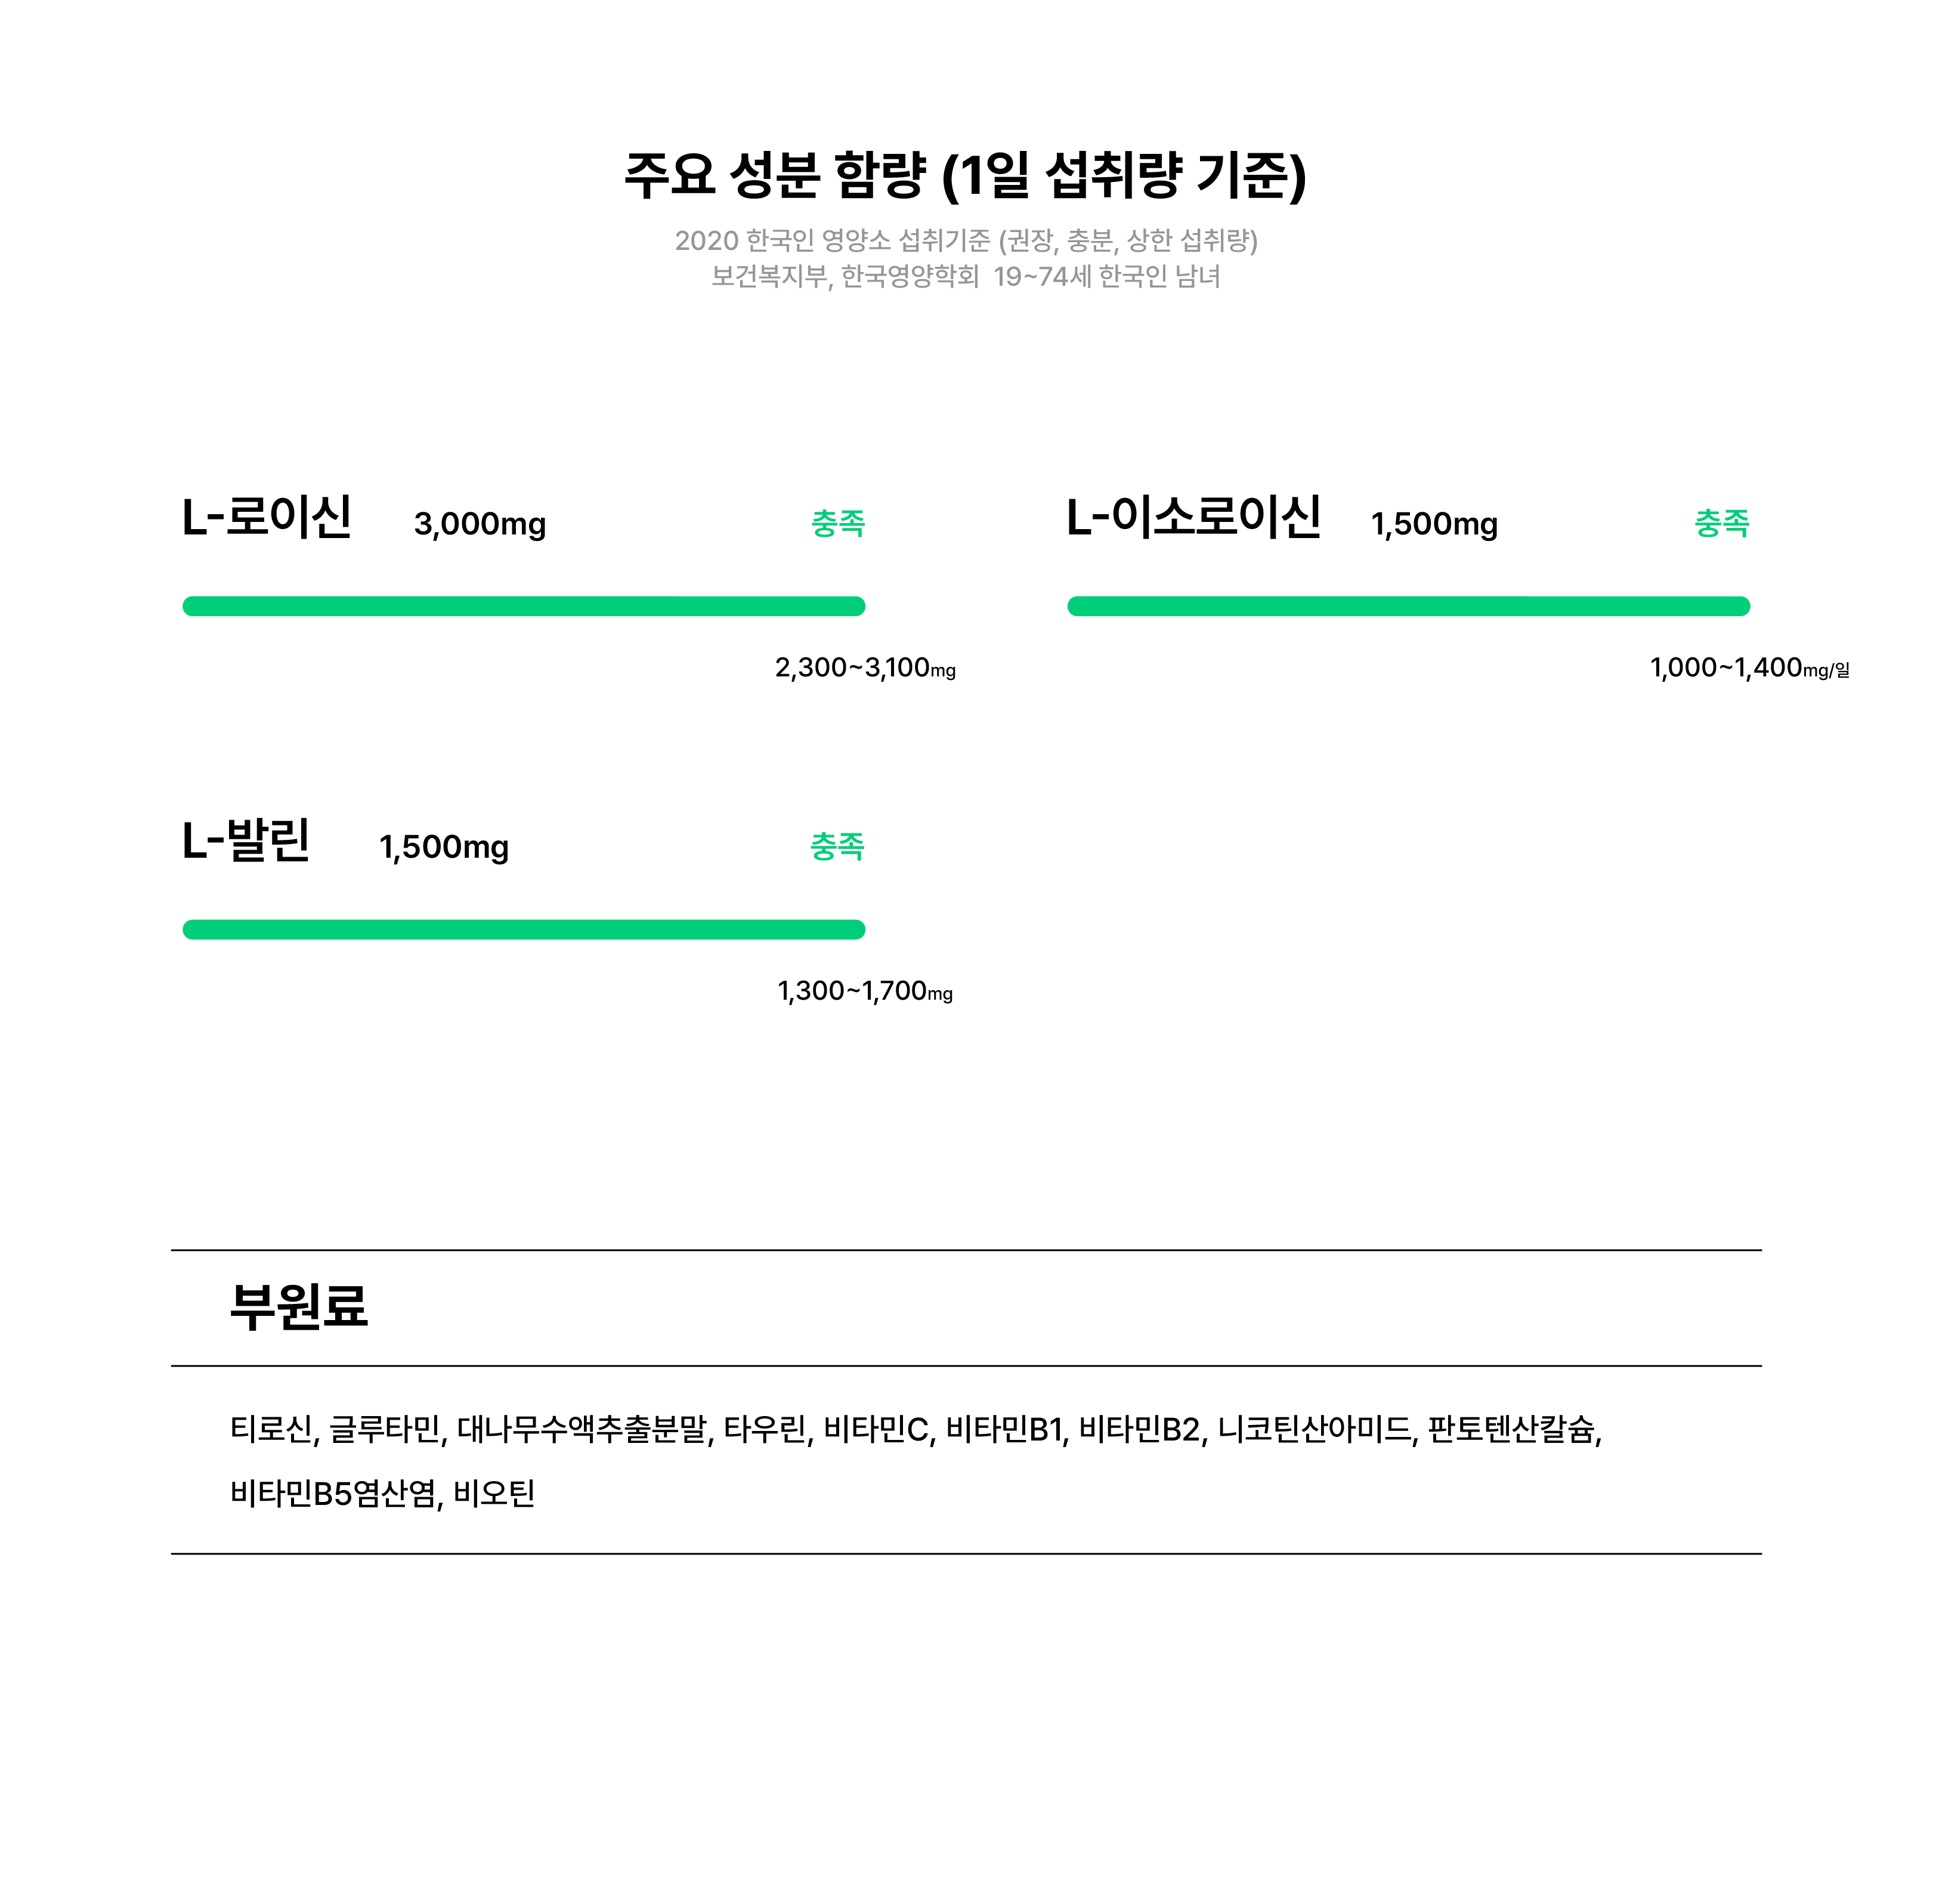 주요 성분 함량 (1일 섭취량 기준)
2020 한국인 영양소 섭취기준 (권장, 충분, 상한 섭취량)
보건복지부, 한국영양학회 19~74세 한국인 남녀
L-로이신 3,000mg 충족
2,300~3,100mg
L-이소로이신 1,500mg 충족
1,000~1,400mg/일
L-발린 1,500mg 충족
1,300~1,700mg
부원료
티로신, 글루타민, 대나무수액추출분말, 타우린, 비타민C, 비타민B1, 비타민B2, 니코틴산아미드, 판토텐산칼슘,
비타민B5염산염, 비오틴